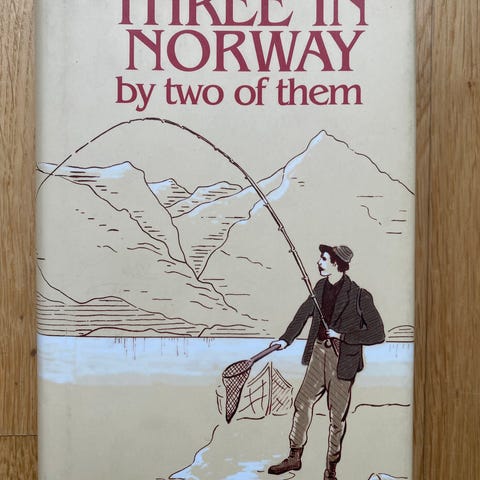 THREE IN
NORWAY
by two of them